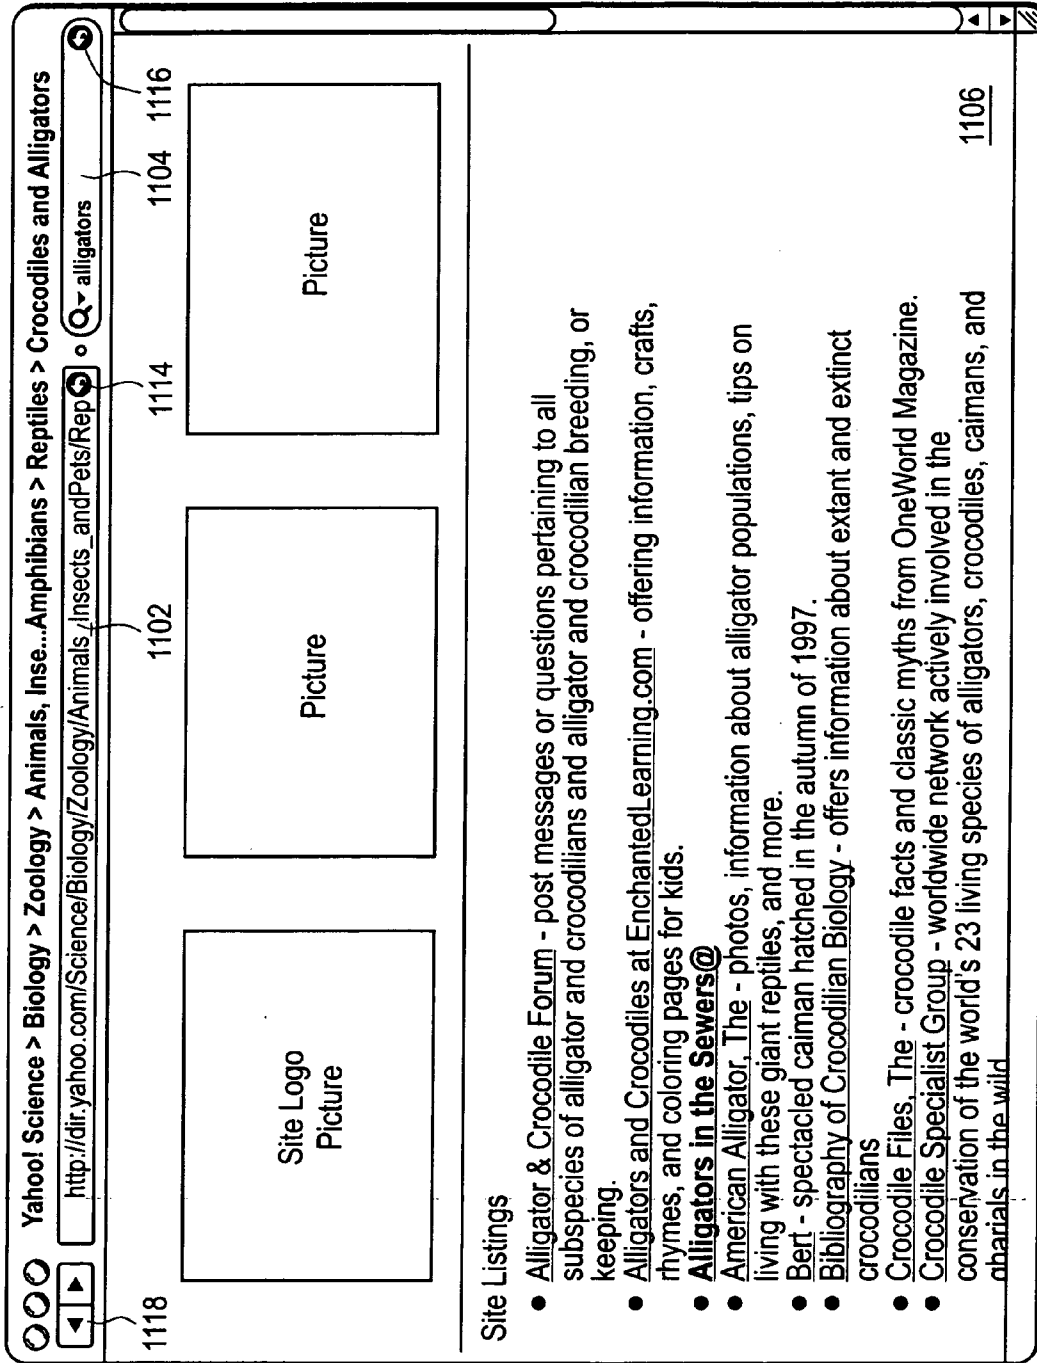 Yahoo! Science > Biology > Zoology > Animals, Inse...Amphibians > Reptiles > Crocodiles and Alligators
http://dir.yahoo.com/Science/Biology/Zoology/Animals,Insects_andPets/Rep
alligators
1118
1102
1114
1104
1116
Site Logo
Picture
Picture
Picture
Site Listings
• Alligator & Crocodile Forum - post messages or questions pertaining to all
subspecies of alligator and crocodilians and alligator and crocodilian breeding, or
keeping.
• Alligators and Crocodiles at EnchantedLearning.com - offering information, crafts,
rhymes, and coloring pages for kids.
• Alligators in the Sewers@
• American Alligator, The - photos, information about alligator populations, tips on
living with these giant reptiles, and more.
• Bert - spectacled caiman hatched in the autumn of 1997.
• Bibliography of Crocodilian Biology - offers information about extant and extinct
crocodilians
• Crocodile Files, The - crocodile facts and classic myths from OneWorld Magazine.
• Crocodile Specialist Group - worldwide network actively involved in the
conservation of the world's 23 living species of alligators, crocodiles, caimans, and
gharials in the wild
1106